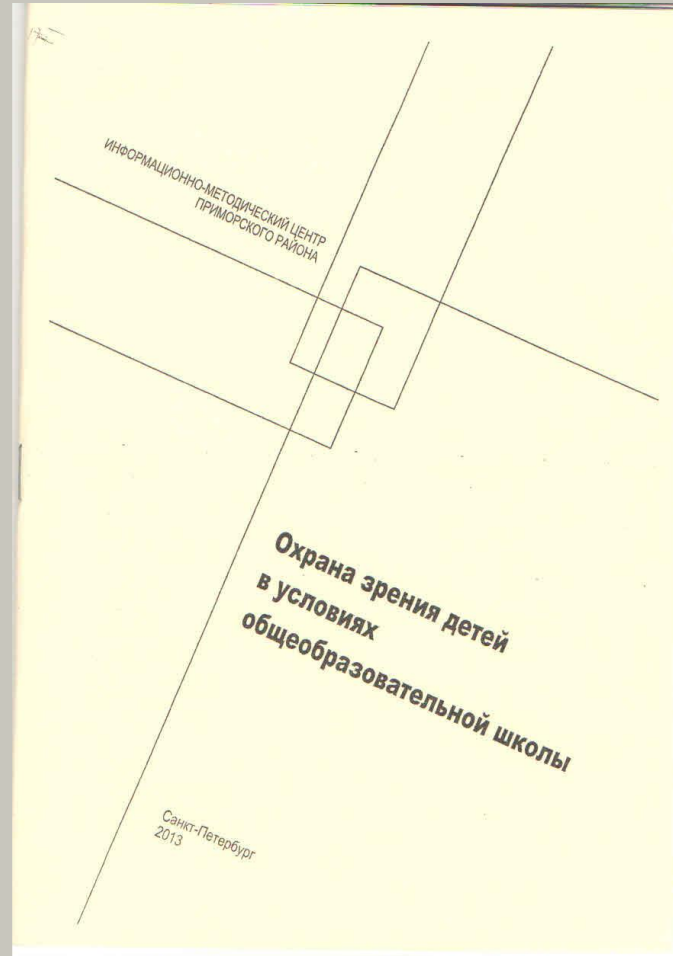 ИНФОРМАЦИОННО-МЕТОДИЧЕСКИЙ ЦЕНТР
ПРИМОРСКОГО РАЙОНА
Охрана зрения детей
в условиях
общеобразовательной школы
Санкт-Петербург
2013